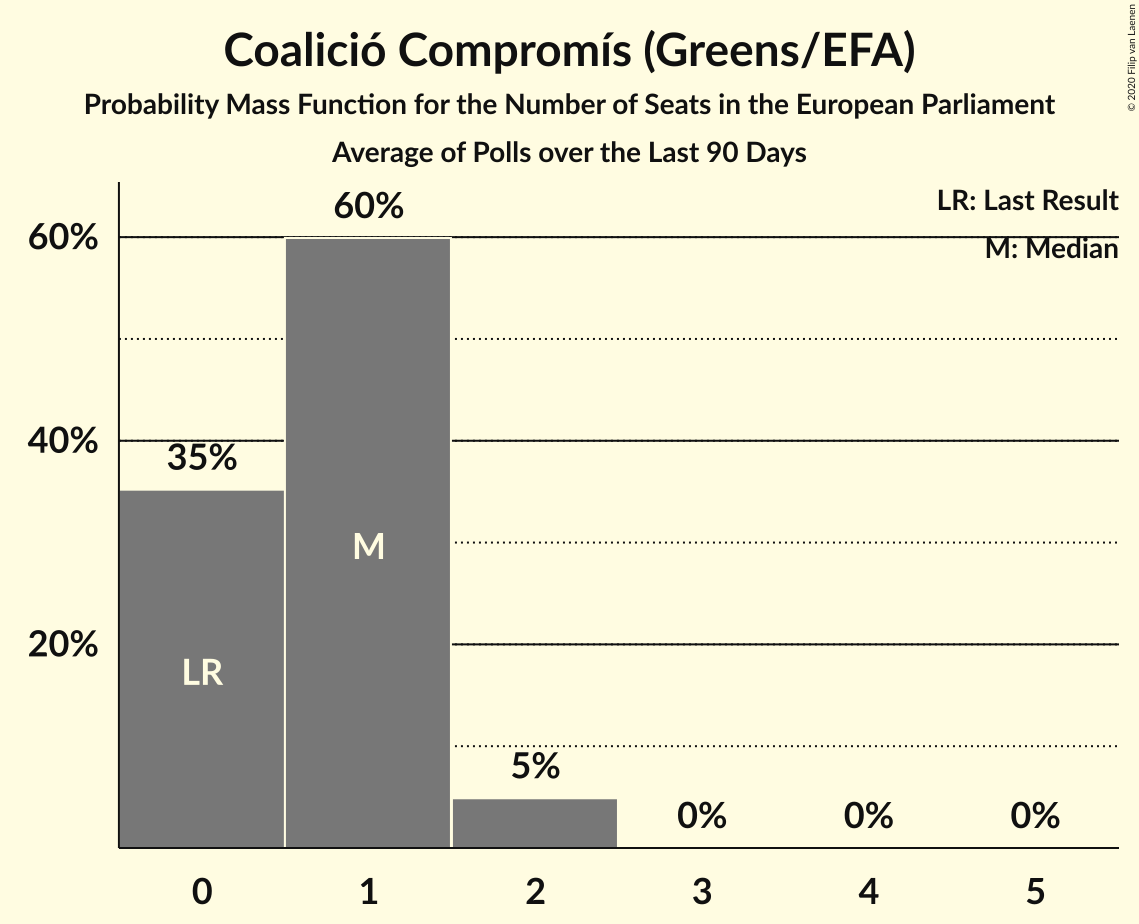 Coalició Compromís (Greens/EFA)
Probability Mass Function for the Number of Seats in the European Parliament
Average of Polls over the Last 90 Days
© 2020 Filip van Laenen
LR: Last Result
M: Median
60%
60%
40%
35%
M
20%
LR
5%
0%
0%
0%
0
1
2
3
4
5